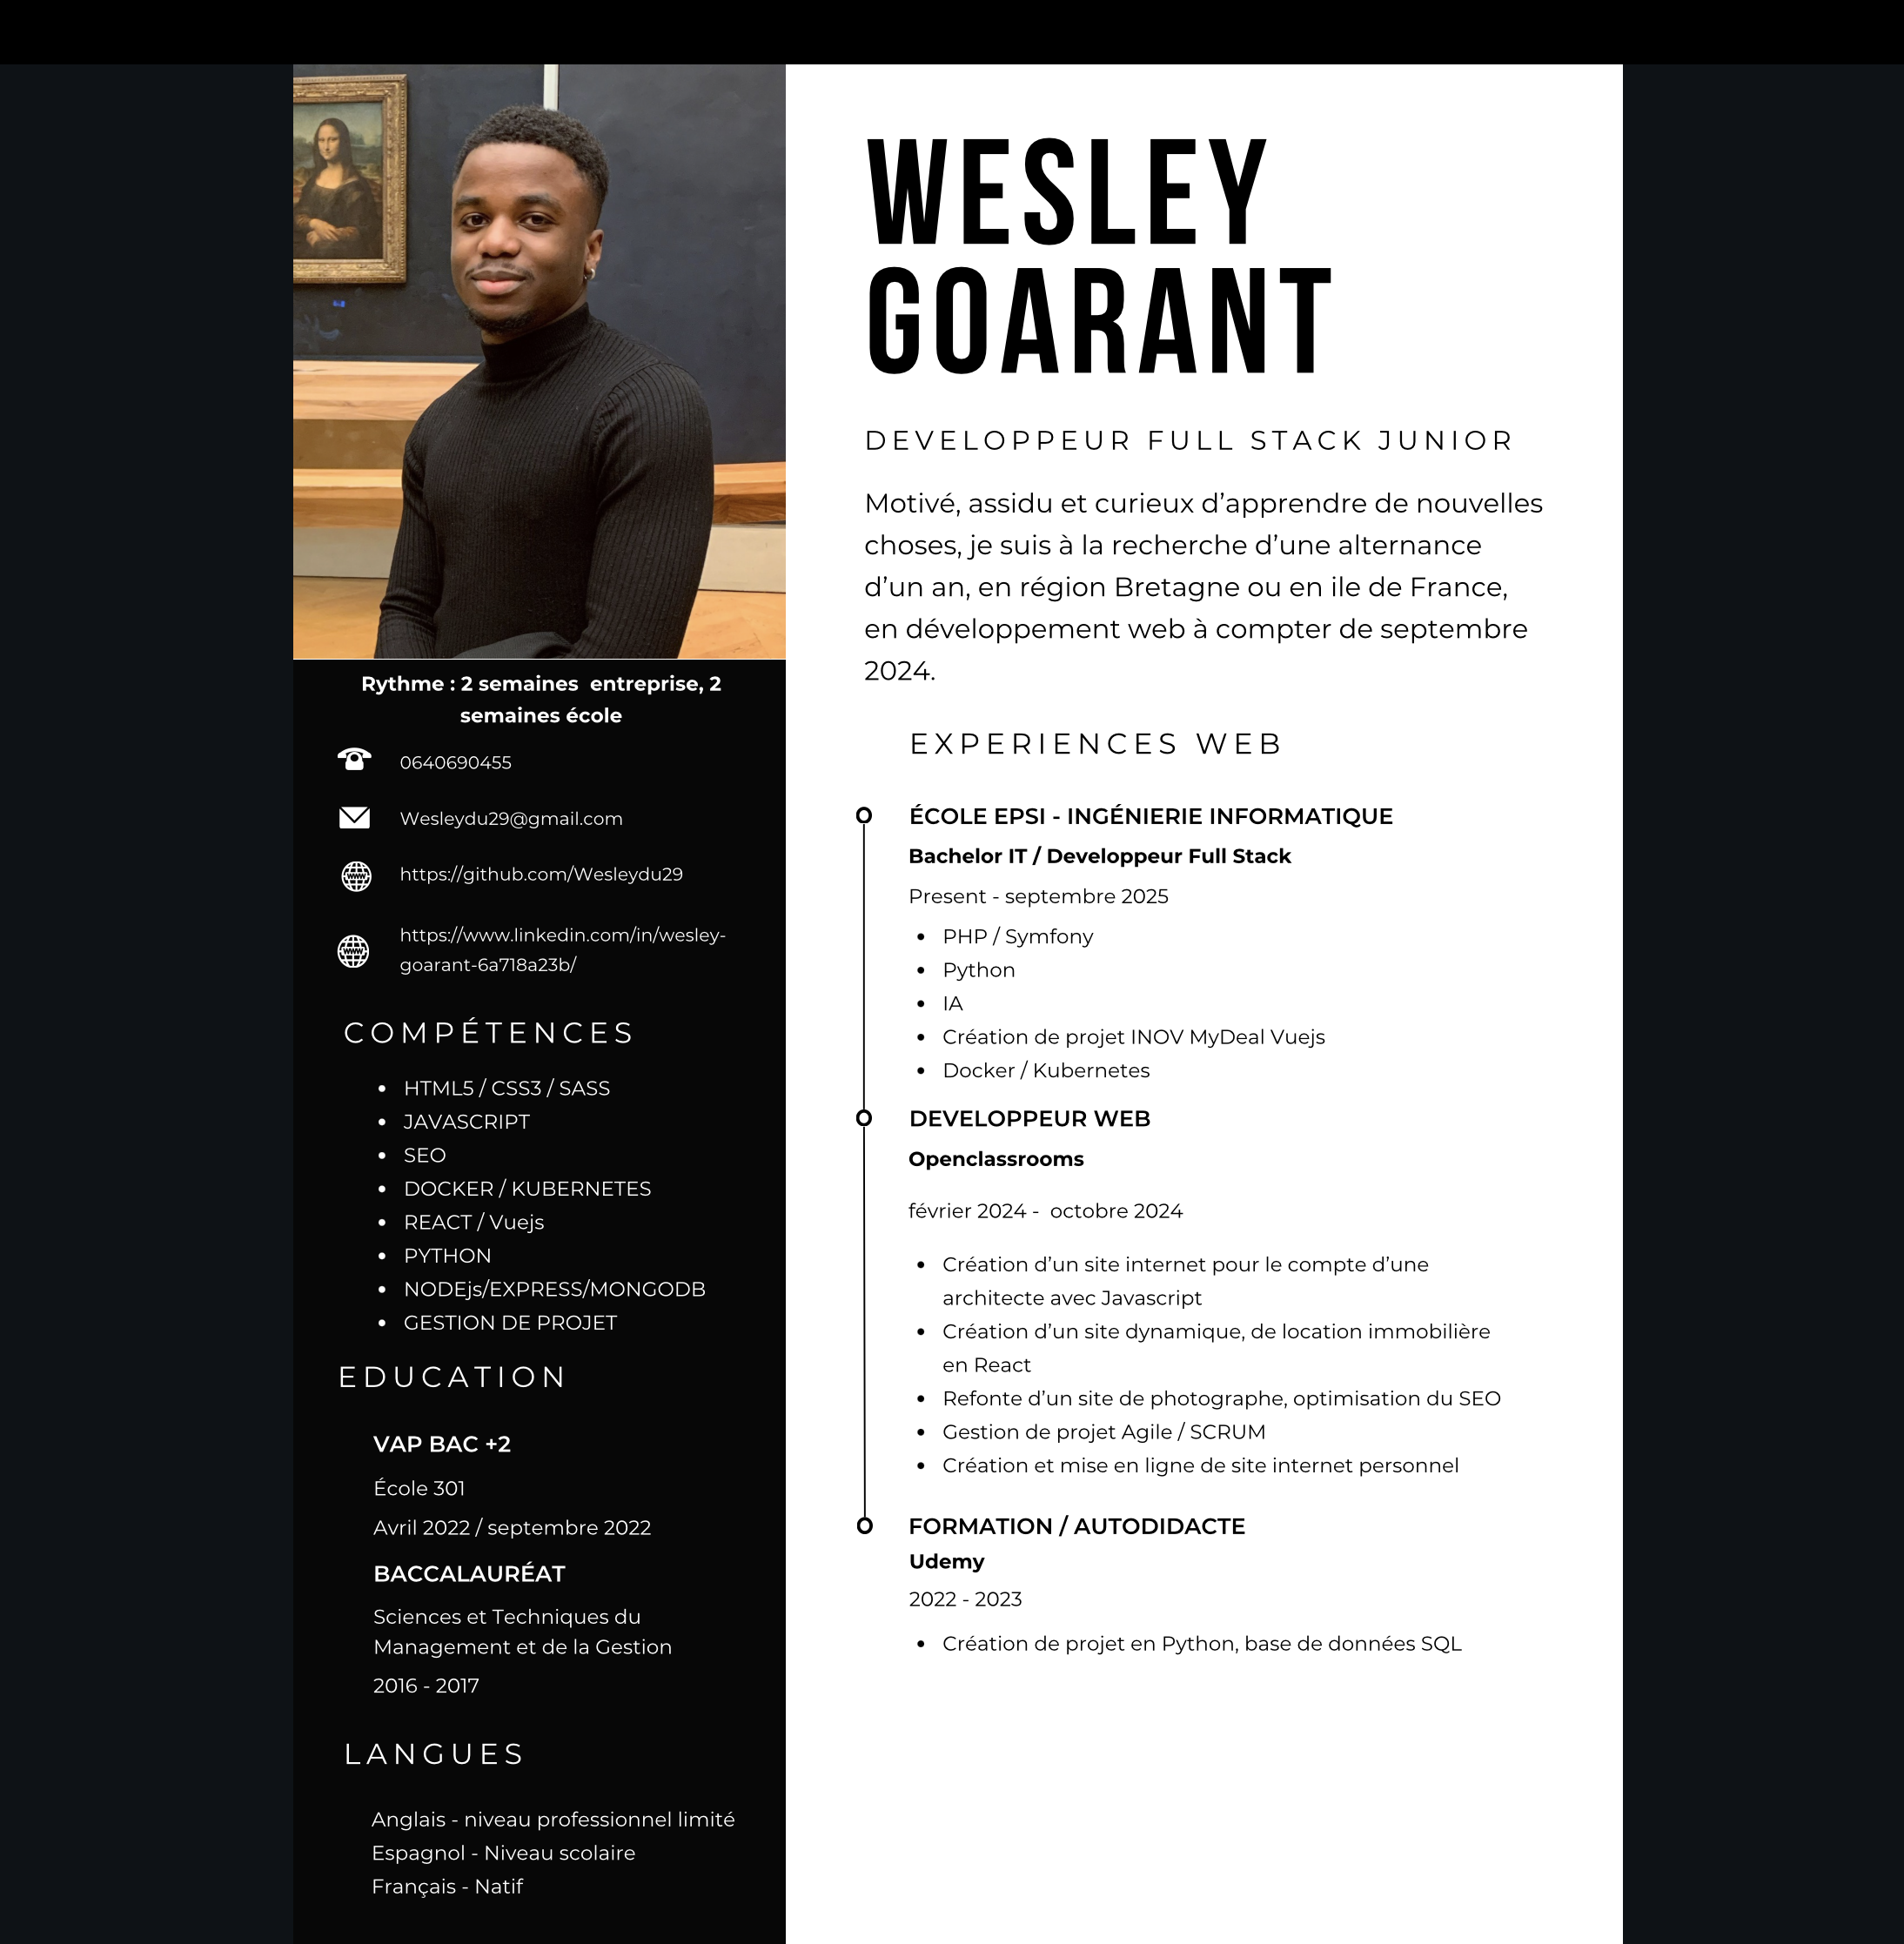 Rythme : 2 semaines  entreprise, 2
semaines école
0640690455
Wesleydu29@gmail.com
https://github.com/Wesleydu29
https://www.linkedin.com/in/wesley-
goarant-6a718a23b/
COMPÉTENCES
• HTML5 / CSS3 / SASS
• JAVASCRIPT
• SEO
• DOCKER / KUBERNETES
• REACT / Vuejs
• PYTHON
• NODEjs/EXPRESS/MONGODB
• GESTION DE PROJET
EDUCATION
VAP BAC +2
École 301
Avril 2022 / septembre 2022
BACCALAURÉAT
Sciences et Techniques du
Management et de la Gestion
2016 - 2017
LANGUES
Anglais - niveau professionnel limité
Espagnol - Niveau scolaire
Français - Natif
WESLEY
GOARANT
DEVELOPPEUR FULL STACK JUNIOR
Motivé, assidu et curieux d’apprendre de nouvelles
choses, je suis à la recherche d’une alternance
d’un an, en région Bretagne ou en ile de France,
en développement web à compter de septembre
2024.
EXPERIENCES WEB
ÉCOLE EPSI - INGÉNIERIE INFORMATIQUE
Bachelor IT / Developpeur Full Stack
Present - septembre 2025
• PHP / Symfony
• Python
• IA
• Création de projet INOV MyDeal Vuejs
• Docker / Kubernetes
DEVELOPPEUR WEB
Openclassrooms
février 2024 -  octobre 2024
• Création d’un site internet pour le compte d’une
architecte avec Javascript
• Création d’un site dynamique, de location immobilière
en React
• Refonte d’un site de photographe, optimisation du SEO
• Gestion de projet Agile / SCRUM
• Création et mise en ligne de site internet personnel
FORMATION / AUTODIDACTE
Udemy
2022 - 2023
• Création de projet en Python, base de données SQL